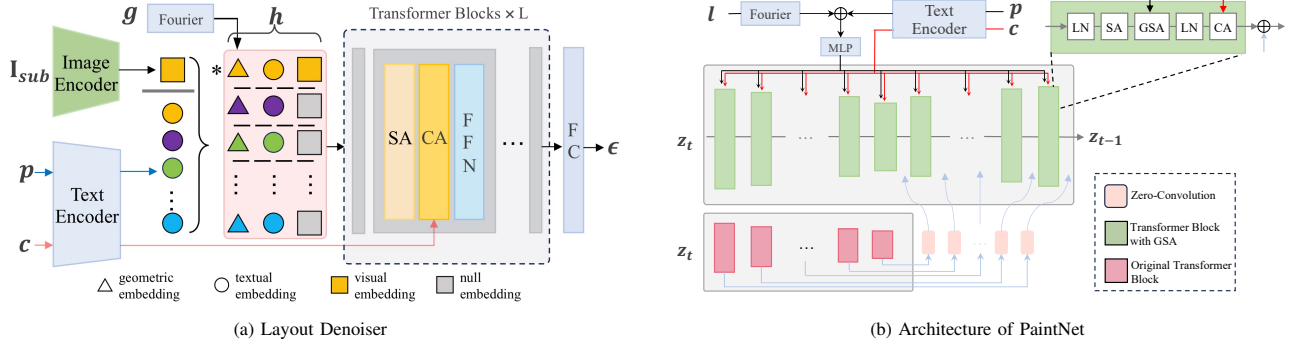 g
Fourier
h
Transformer Blocks × L
I_sub
Image
Encoder
*
p
Text
Encoder
c
SA
CA
F
F
N
...
F
C
ϵ
geometric
embedding
textual
embedding
visual
embedding
null
embedding
(a) Layout Denoiser
l
Fourier
MLP
Text
Encoder
p
c
LN
SA
GSA
LN
CA
z_t
...
...
z_{t-1}
z_t
...
...
Zero-Convolution
Transformer Block
with GSA
Original Transformer
Block
(b) Architecture of PaintNet